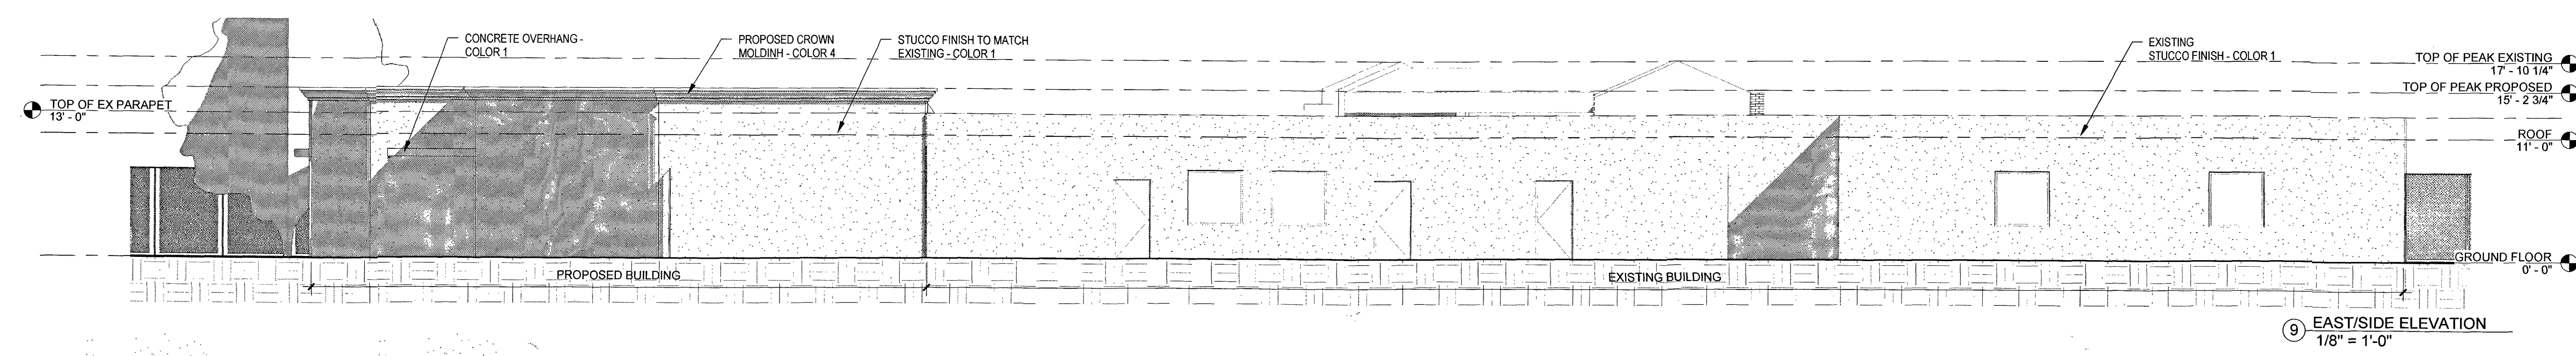 CONCRETE OVERHANG -
COLOR 1
PROPOSED CROWN
MOLDINH - COLOR 4
STUCCO FINISH TO MATCH
EXISTING - COLOR 1
EXISTING
STUCCO FINISH - COLOR 1
TOP OF PEAK EXISTING
17' - 10 1/4"
TOP OF PEAK PROPOSED
15' - 2 3/4"
TOP OF EX PARAPET
13' - 0"
ROOF
11' - 0"
GROUND FLOOR
0' - 0"
PROPOSED BUILDING
EXISTING BUILDING
9 EAST/SIDE ELEVATION
1/8" = 1'-0"